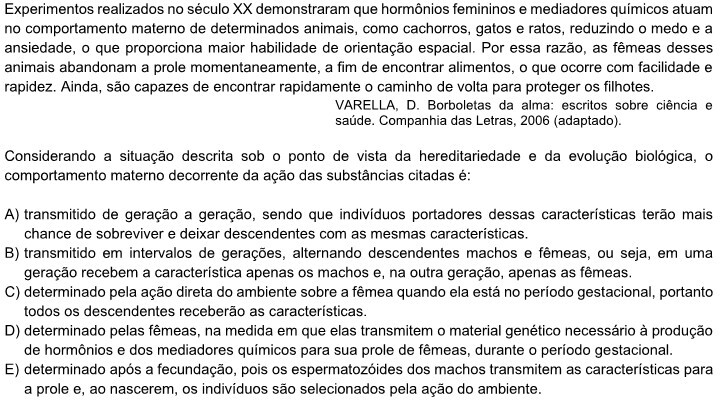 Experimentos realizados no século XX demonstraram que hormônios femininos e mediadores químicos atuam
no comportamento materno de determinados animais, como cachorros, gatos e ratos, reduzindo o medo e a
ansiedade, o que proporciona maior habilidade de orientação espacial. Por essa razão, as fêmeas desses
animais abandonam a prole momentaneamente, a fim de encontrar alimentos, o que ocorre com facilidade e
rapidez. Ainda, são capazes de encontrar rapidamente o caminho de volta para proteger os filhotes.
VARELLA, D. Borboletas da alma: escritos sobre ciência e
saúde. Companhia das Letras, 2006 (adaptado).
Considerando a situação descrita sob o ponto de vista da hereditariedade e da evolução biológica, o
comportamento materno decorrente da ação das substâncias citadas é:
A) transmitido de geração a geração, sendo que indivíduos portadores dessas características terão mais
chance de sobreviver e deixar descendentes com as mesmas características.
B) transmitido em intervalos de gerações, alternando descendentes machos e fêmeas, ou seja, em uma
geração recebem a característica apenas os machos e, na outra geração, apenas as fêmeas.
C) determinado pela ação direta do ambiente sobre a fêmea quando ela está no período gestacional, portanto
todos os descendentes receberão as características.
D) determinado pelas fêmeas, na medida em que elas transmitem o material genético necessário à produção
de hormônios e dos mediadores químicos para sua prole de fêmeas, durante o período gestacional.
E) determinado após a fecundação, pois os espermatozóides dos machos transmitem as características para
a prole e, ao nascerem, os indivíduos são selecionados pela ação do ambiente.